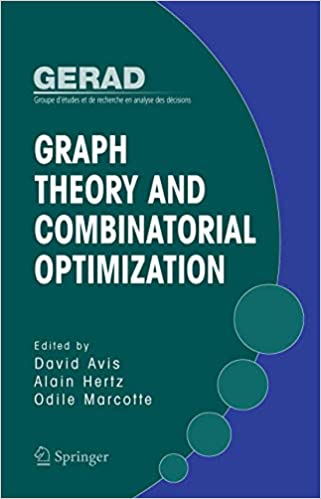 GERAD
Groupe d'études et de recherche en analyse des décisions
GRAPH
THEORY AND
COMBINATORIAL
OPTIMIZATION
Edited by
David Avis
Alain Hertz
Odile Marcotte
Springer